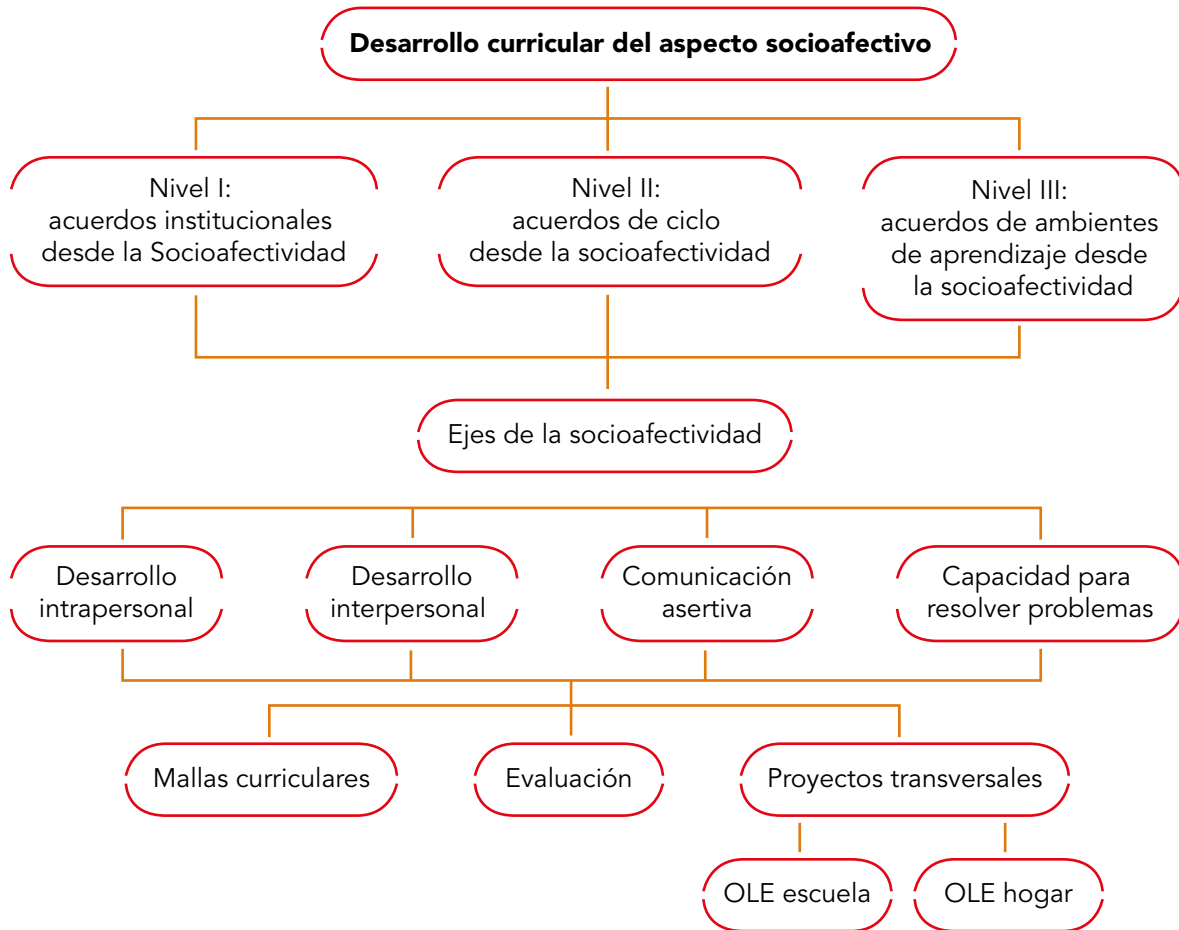 Desarrollo curricular del aspecto socioafectivo
Nivel I:
acuerdos institucionales
desde la Socioafectividad
Nivel II:
acuerdos de ciclo
desde la socioafectividad
Nivel III:
acuerdos de ambientes
de aprendizaje desde
la socioafectividad
Ejes de la socioafectividad
Desarrollo
intrapersonal
Desarrollo
interpersonal
Comunicación
asertiva
Capacidad para
resolver problemas
Mallas curriculares
Evaluación
Proyectos transversales
OLE escuela
OLE hogar